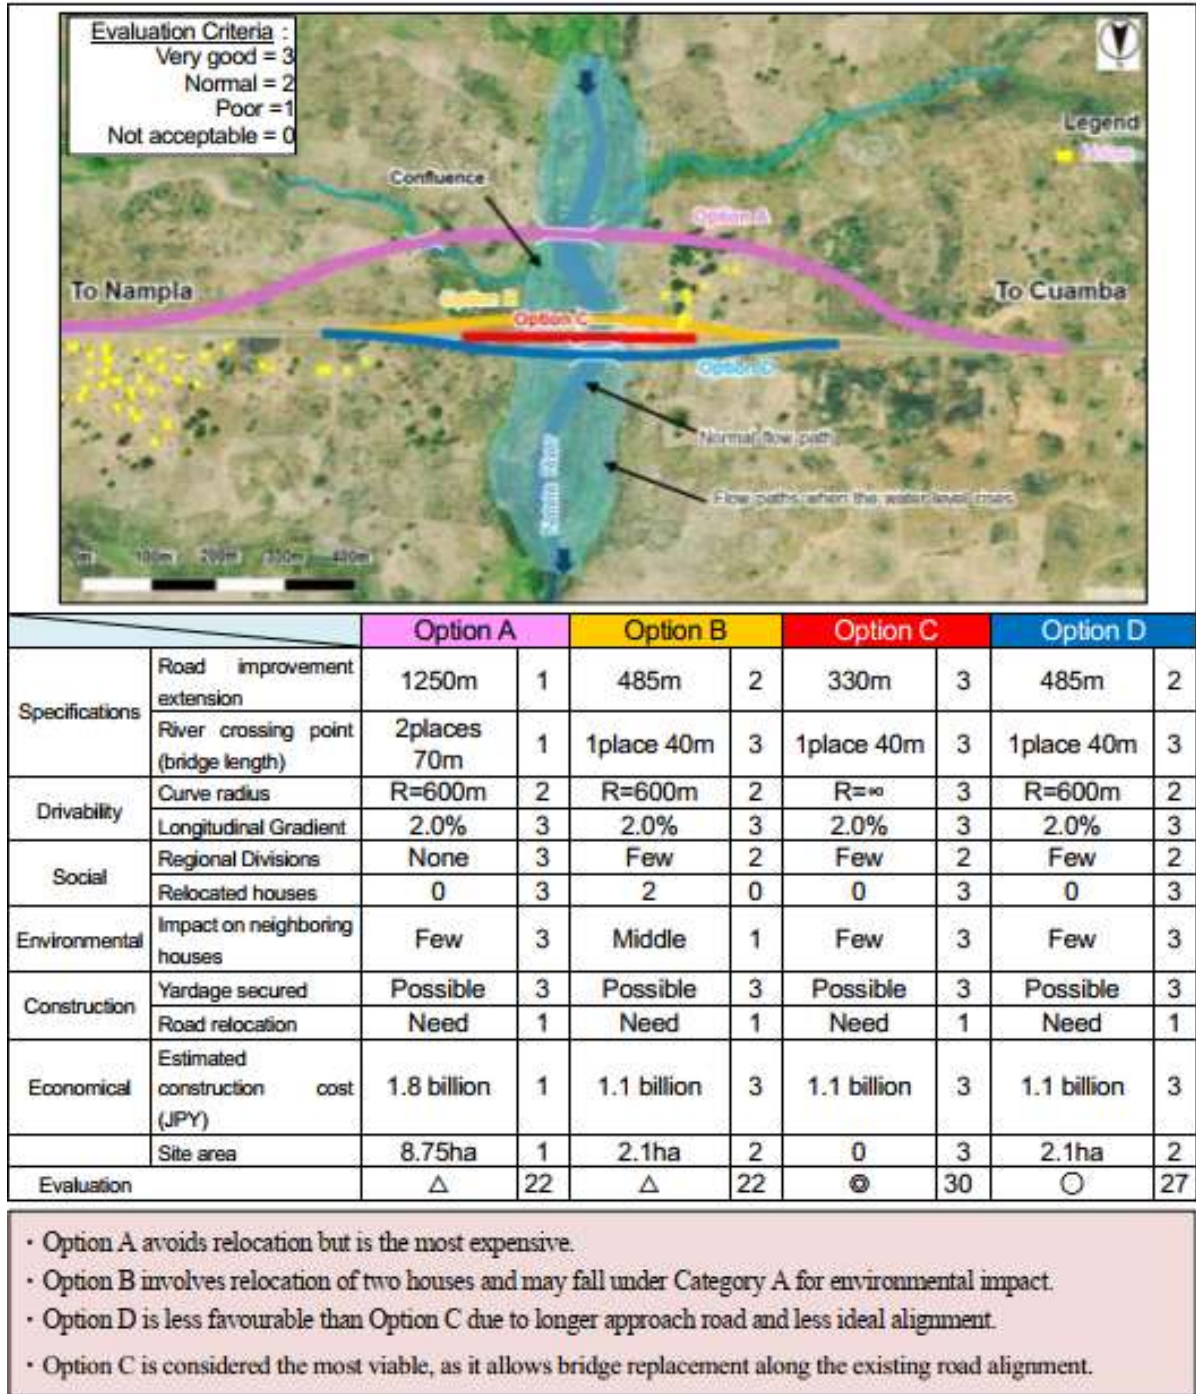 Evaluation Criteria :
Very good = 3
Normal = 2
Poor =1
Not acceptable = 0
Legend
Confluence
Option A
To Nampla
To Cuamba
Option C
Option D
Normal flow path
Flow paths when the water level rises
100m 200m 300m 400m
Option A Option B Option C Option D
Specifications
Road improvement extension 1250m 1 485m 2 330m 3 485m 2
River crossing point (bridge length) 2places 70m 1 1place 40m 3 1place 40m 3 1place 40m 3
Drivability
Curve radius R=600m 2 R=600m 2 R=∞ 3 R=600m 2
Longitudinal Gradient 2.0% 3 2.0% 3 2.0% 3 2.0% 3
Social
Regional Divisions None 3 Few 2 Few 2 Few 2
Relocated houses 0 3 2 0 0 3 0 3
Environmental
Impact on neighboring houses Few 3 Middle 1 Few 3 Few 3
Construction
Yardage secured Possible 3 Possible 3 Possible 3 Possible 3
Road relocation Need 1 Need 1 Need 1 Need 1
Economical
Estimated construction cost (JPY) 1.8 billion 1 1.1 billion 3 1.1 billion 3 1.1 billion 3
Site area 8.75ha 1 2.1ha 2 0 3 2.1ha 2
Evaluation △ 22 △ 22 ◎ 30 ○ 27
・Option A avoids relocation but is the most expensive.
・Option B involves relocation of two houses and may fall under Category A for environmental impact.
・Option D is less favourable than Option C due to longer approach road and less ideal alignment.
・Option C is considered the most viable, as it allows bridge replacement along the existing road alignment.